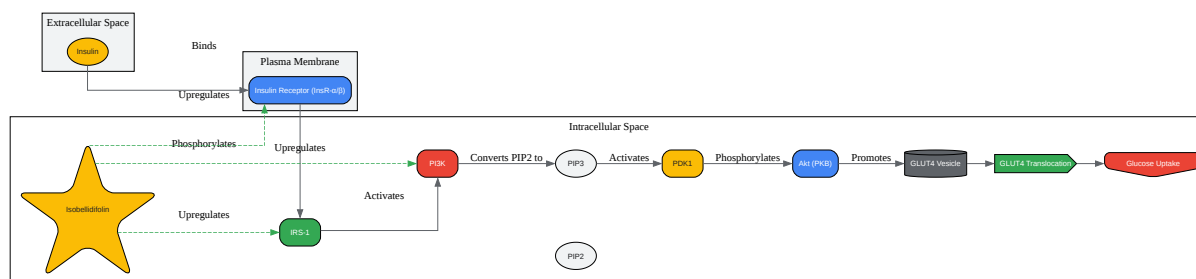 Extracellular Space
Insulin
Binds
Plasma Membrane
Insulin Receptor (InsR-α/β)
Upregulates
Intracellular Space
Phosphorylates
Upregulates
PI3K
Converts PIP2 to
PIP3
Activates
PDK1
Phosphorylates
Akt (PKB)
Promotes
GLUT4 Vesicle
GLUT4 Translocation
Glucose Uptake
Activates
Isobellidifolin
Upregulates
IRS-1
PIP2